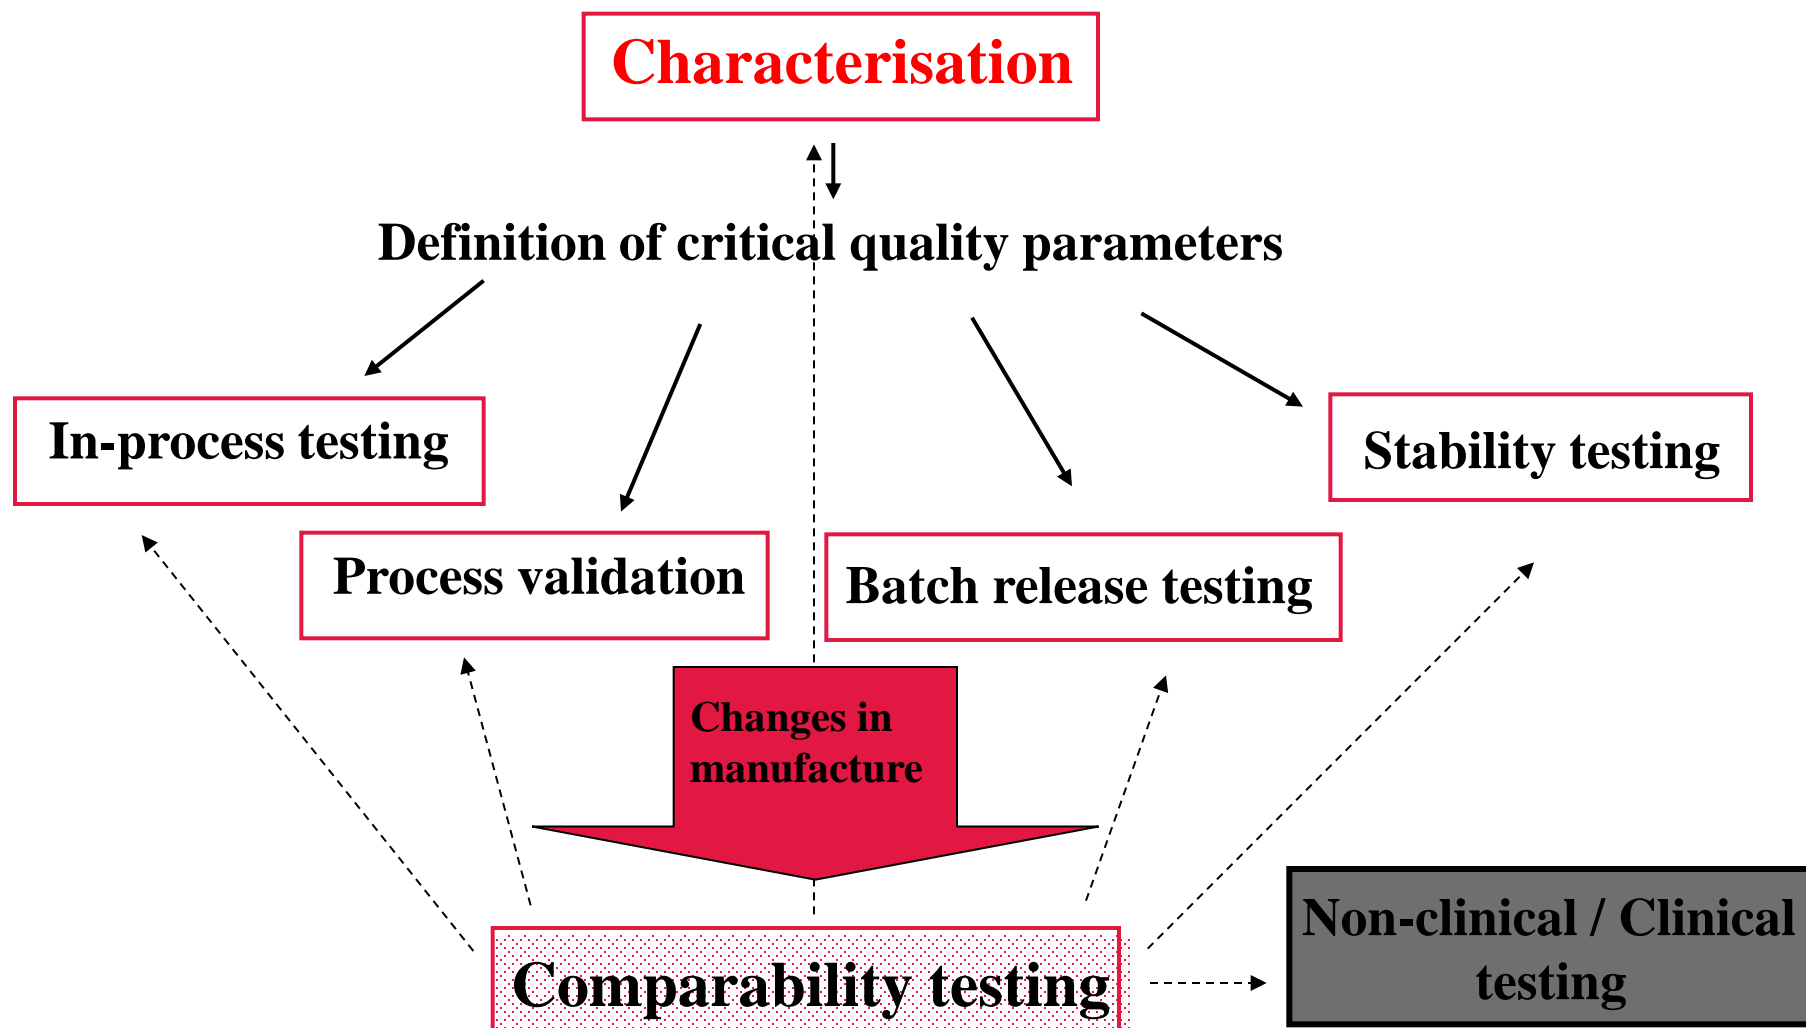 Characterisation
Definition of critical quality parameters
In-process testing
Stability testing
Process validation
Batch release testing
Changes in
manufacture
Non-clinical / Clinical
testing
Comparability testing